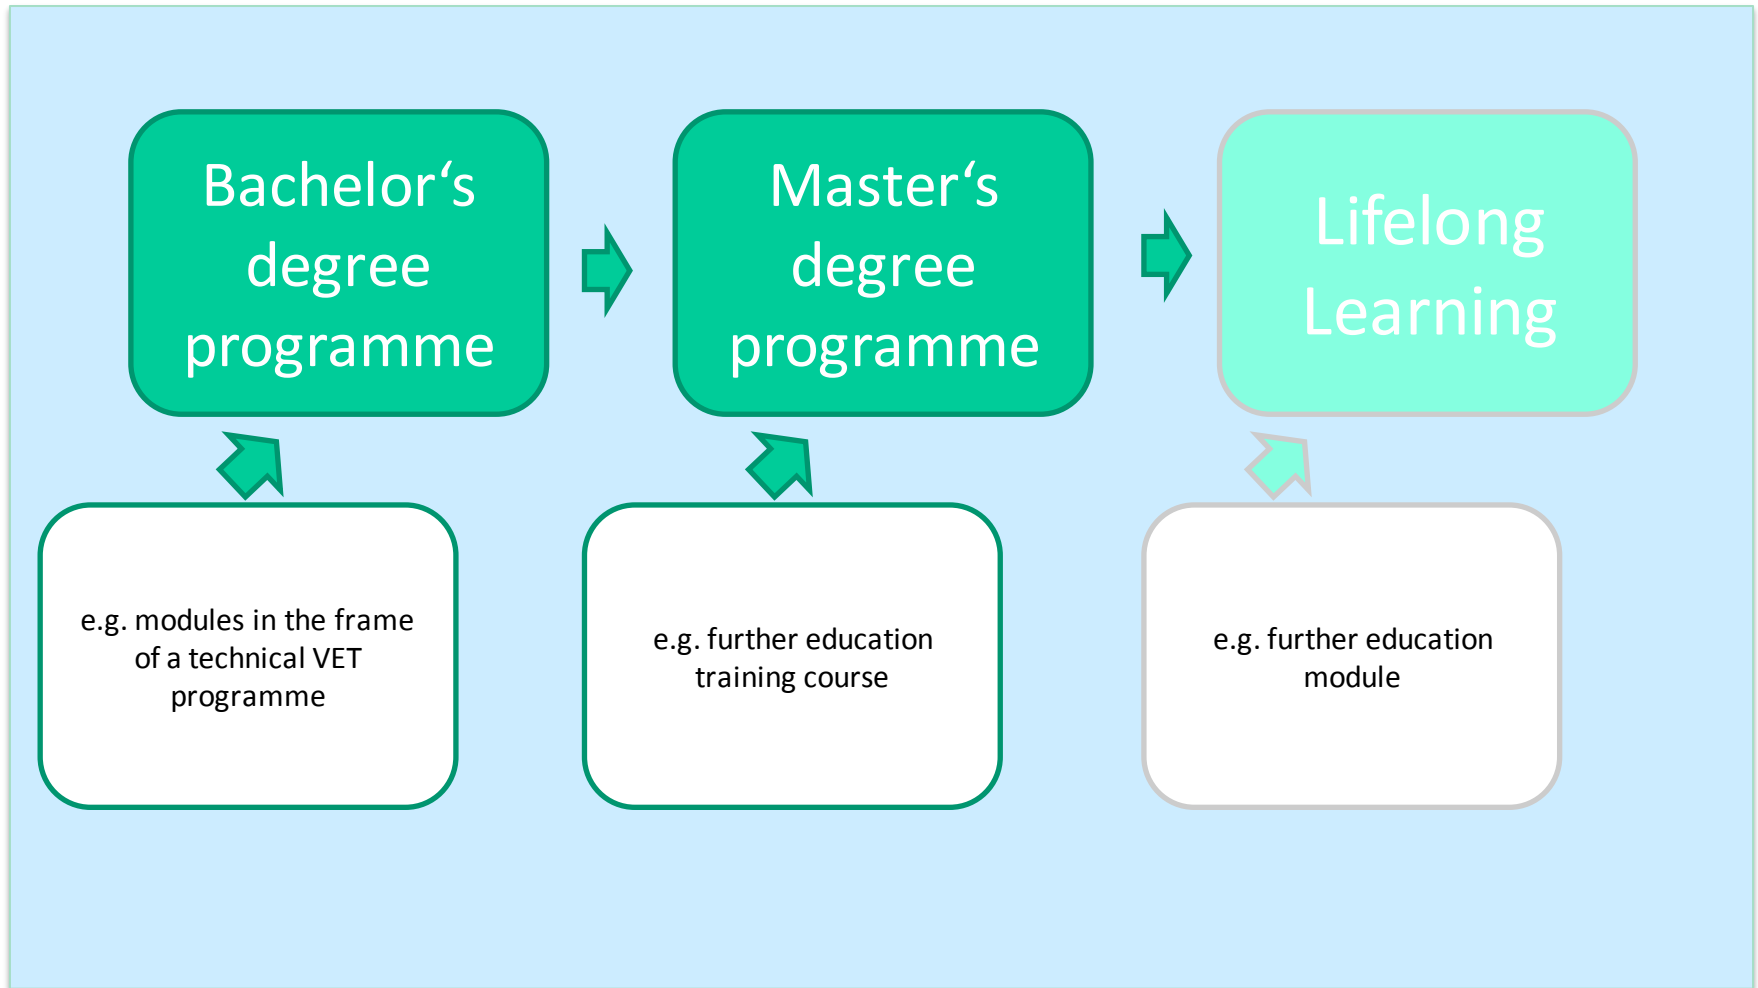 Bachelor‘s
degree
programme
Master‘s
degree
programme
Lifelong
Learning
e.g. modules in the frame
of a technical VET
programme
e.g. further education
training course
e.g. further education
module